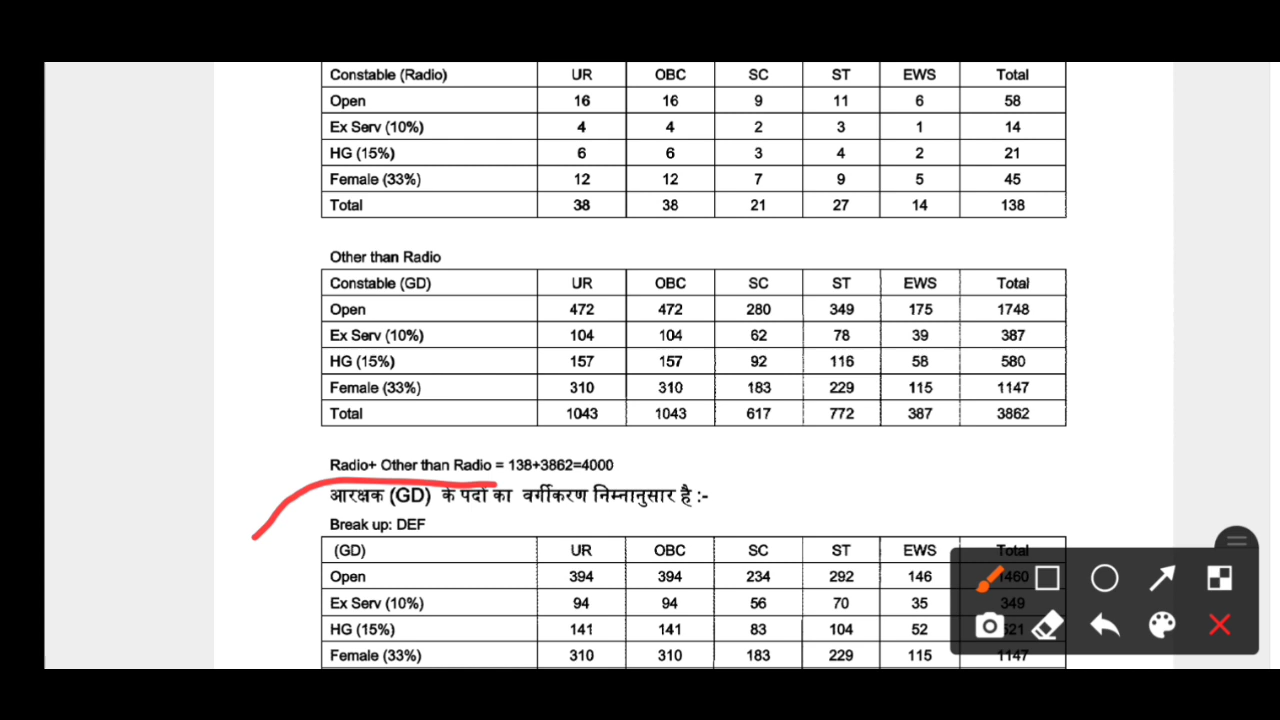 Constable (Radio) UR OBC SC ST EWS Total
Open 16 16 9 11 6 58
Ex Serv (10%) 4 4 2 3 1 14
HG (15%) 6 6 3 4 2 21
Female (33%) 12 12 7 9 5 45
Total 38 38 21 27 14 138
Other than Radio
Constable (GD) UR OBC SC ST EWS Total
Open 472 472 280 349 175 1748
Ex Serv (10%) 104 104 62 78 39 387
HG (15%) 157 157 92 116 58 580
Female (33%) 310 310 183 229 115 1147
Total 1043 1043 617 772 387 3862
Radio+ Other than Radio = 138+3862=4000
आरक्षक (GD) के पदों का वर्गीकरण निम्नानुसार है :-
Break up: DEF
(GD) UR OBC SC ST EWS Total
Open 394 394 234 292 146 1460
Ex Serv (10%) 94 94 56 70 35 349
HG (15%) 141 141 83 104 52
Female (33%) 310 310 183 229 115 1147